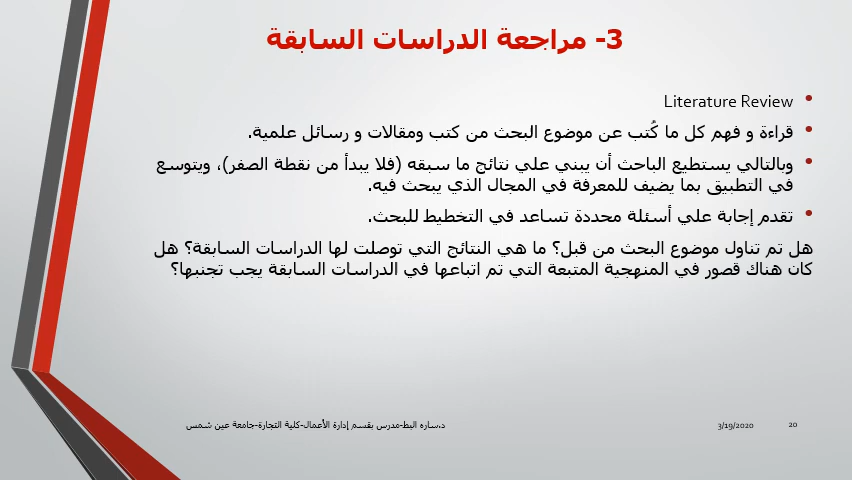 3- مراجعة الدراسات السابقة
• Literature Review
• قراءة و فهم كل ما كُتب عن موضوع البحث من كتب ومقالات و رسائل علمية.
• وبالتالي يستطيع الباحث أن يبني علي نتائج ما سبقه (فلا يبدأ من نقطة الصفر)، ويتوسع
في التطبيق بما يضيف للمعرفة في المجال الذي يبحث فيه.
• تقدم إجابة علي أسئلة محددة تساعد في التخطيط للبحث.
هل تم تناول موضوع البحث من قبل؟ ما هي النتائج التي توصلت لها الدراسات السابقة؟ هل
كان هناك قصور في المنهجية المتبعة التي تم اتباعها في الدراسات السابقة يجب تجنبها؟
20
3/19/2020
د.ساره البط-مدرس بقسم إدارة الأعمال-كلية التجارة-جامعة عين شمس